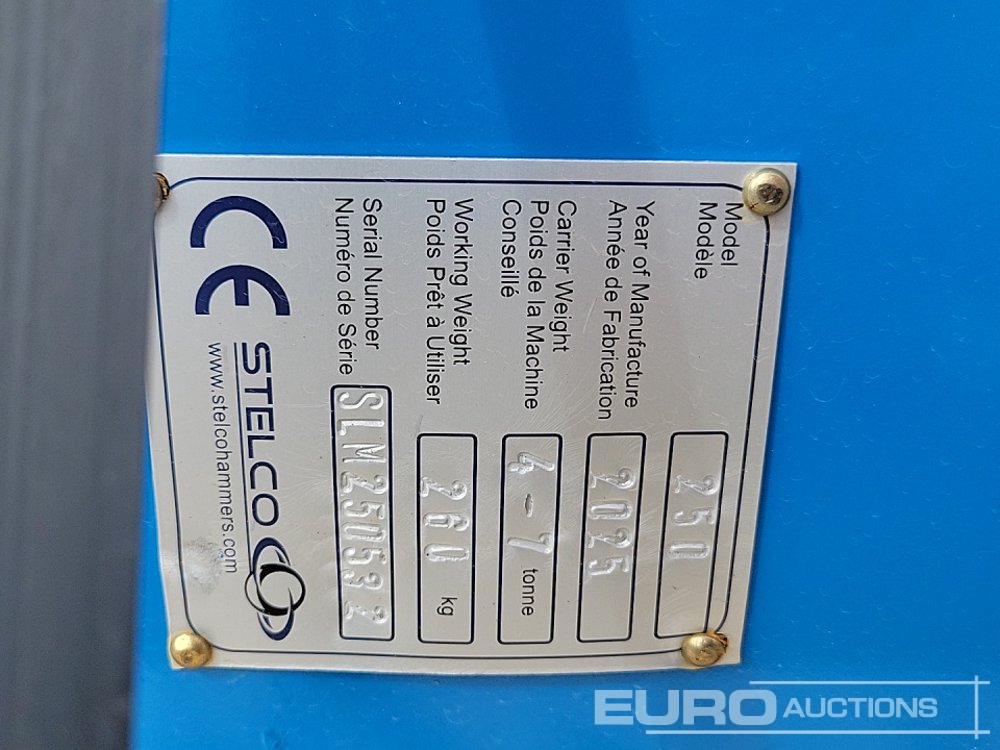 Model
Modèle
250
Year of Manufacture
Année de Fabrication
2025
Carrier Weight
Poids de la Machine
Conseillé
4-7 tonne
Working Weight
Poids Prêt à Utiliser
260 kg
Serial Number
Numéro de Série
SLM250532
CE STELCO
www.stelcohammers.com
EURO AUCTIONS